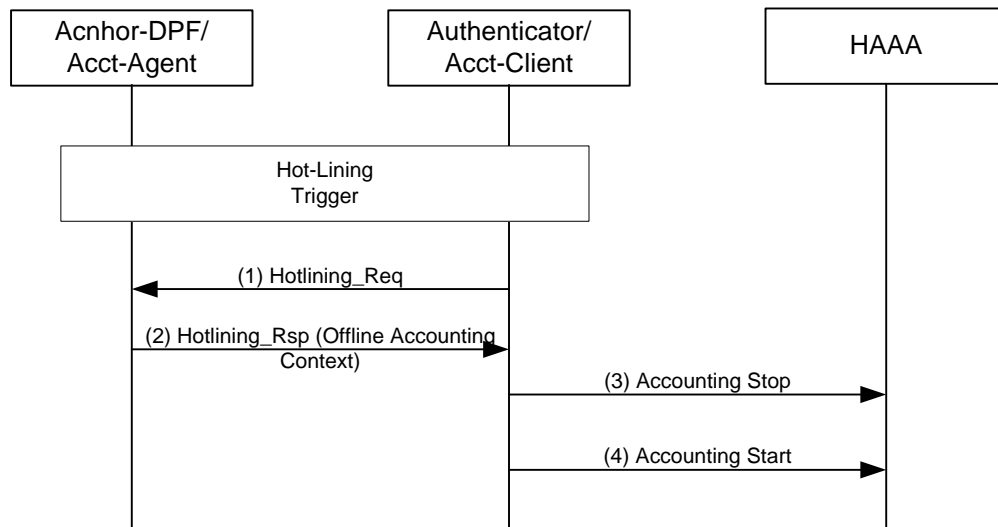 Acnhor-DPF/
Acct-Agent
Authenticator/
Acct-Client
HAAA
Hot-Lining
Trigger
(1) Hotlining_Req
(2) Hotlining_Rsp (Offline Accounting
Context)
(3) Accounting Stop
(4) Accounting Start